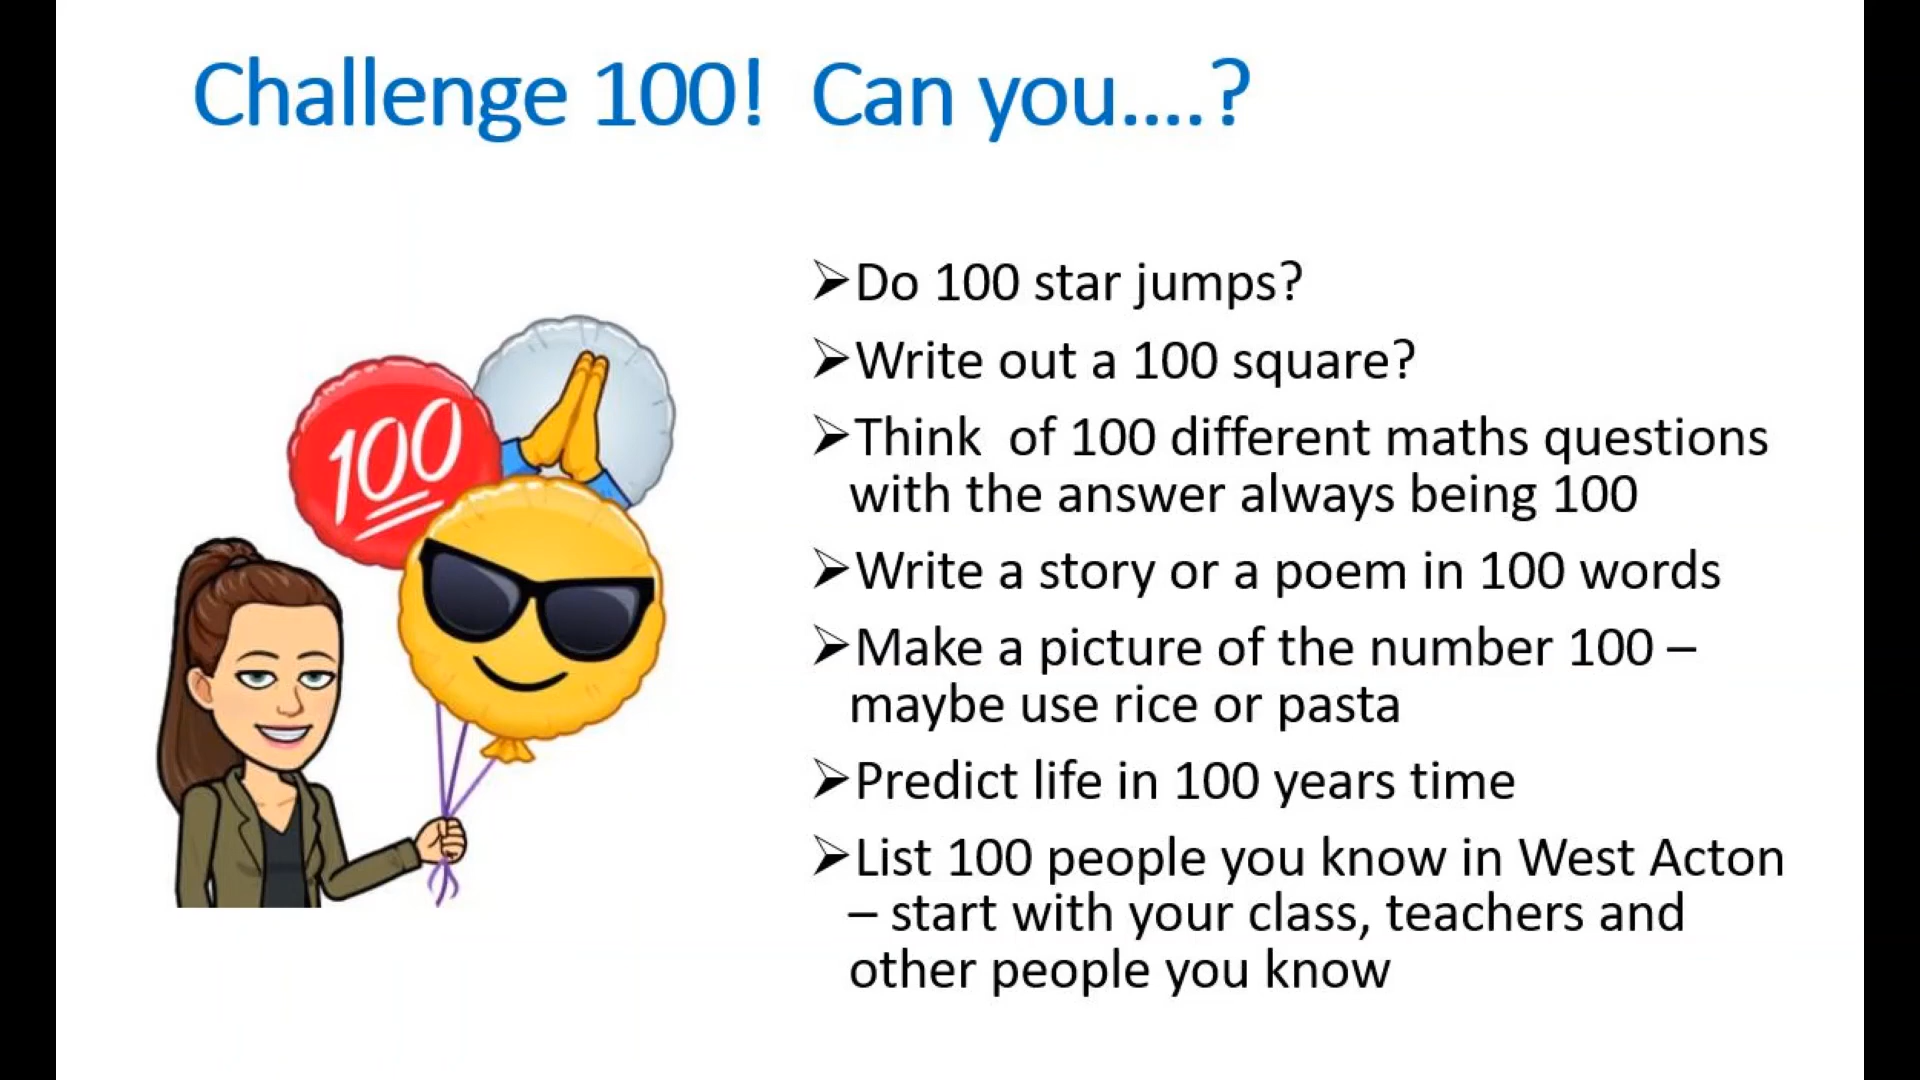 Challenge 100!  Can you....?
➢Do 100 star jumps?
➢Write out a 100 square?
➢Think  of 100 different maths questions
with the answer always being 100
➢Write a story or a poem in 100 words
➢Make a picture of the number 100 –
maybe use rice or pasta
➢Predict life in 100 years time
➢List 100 people you know in West Acton
– start with your class, teachers and
other people you know
100